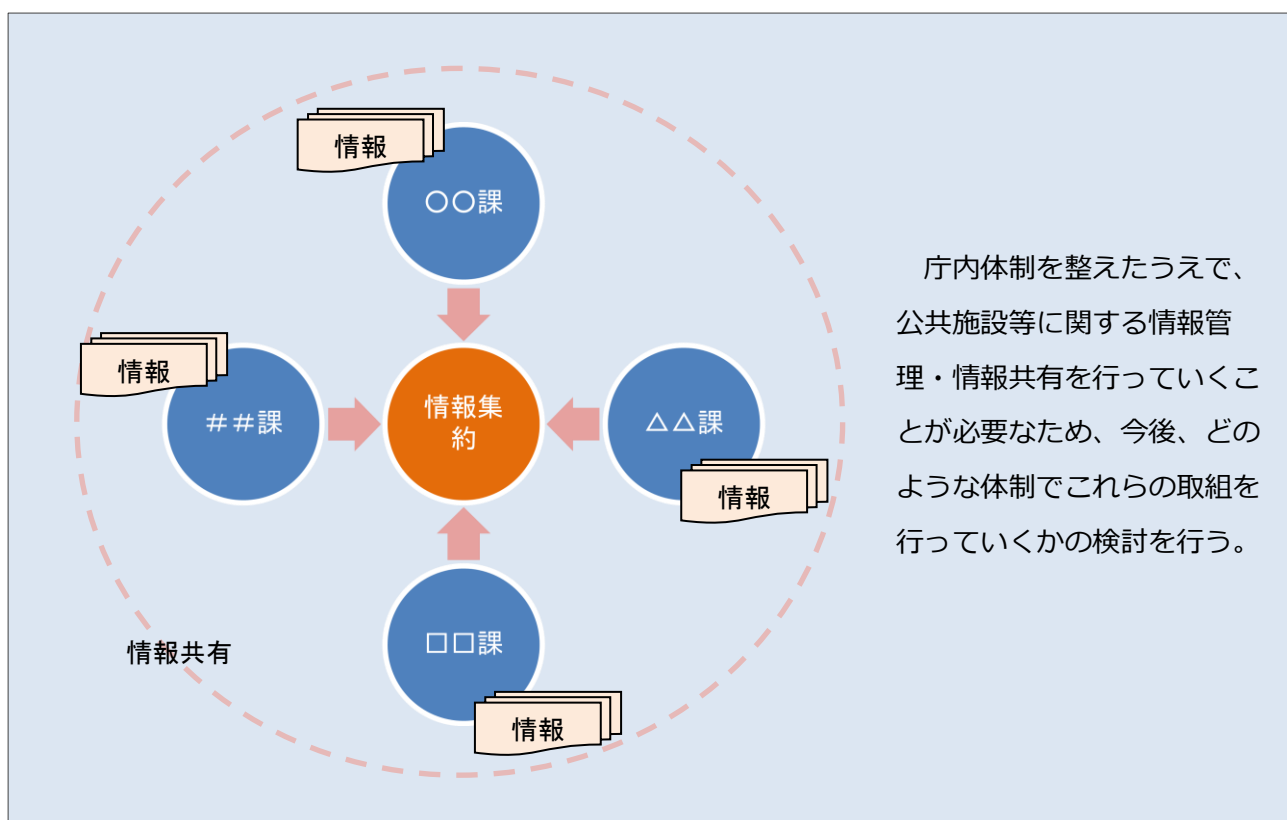 情報
〇〇課
情報
##課
情報集
約
△△課
情報
□□課
情報
情報共有
　庁内体制を整えたうえで、
公共施設等に関する情報管
理・情報共有を行っていくこ
とが必要なため、今後、どの
ような体制でこれらの取組を
行っていくかの検討を行う。